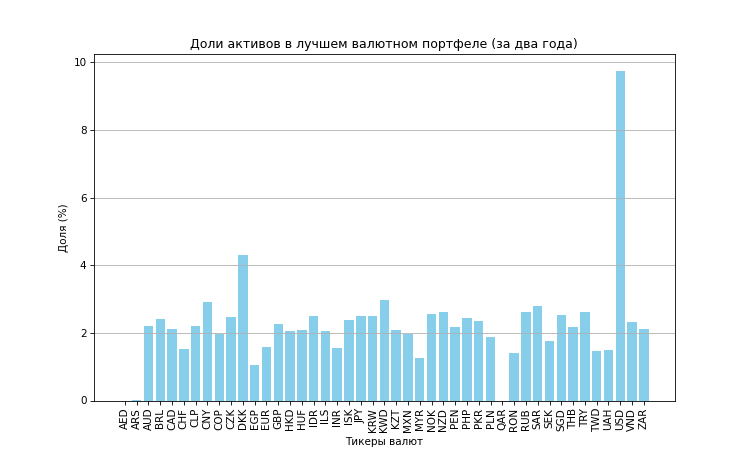 Доли активов в лучшем валютном портфеле (за два года)
10
8
6
4
2
0
Доля (%)
AED ARS AUD BRL CAD CHF CLP CNY COP CZK DKK EGP EUR GBP HKD HUF IDR ILS INR ISK JPY KRW KWD KZT MXN MYK NOK NZD PEN PHP PKR PLN QAR RON RUB SAR SEK SGD THB TRY TWD UAH USD VND ZAR
Тикеры валют